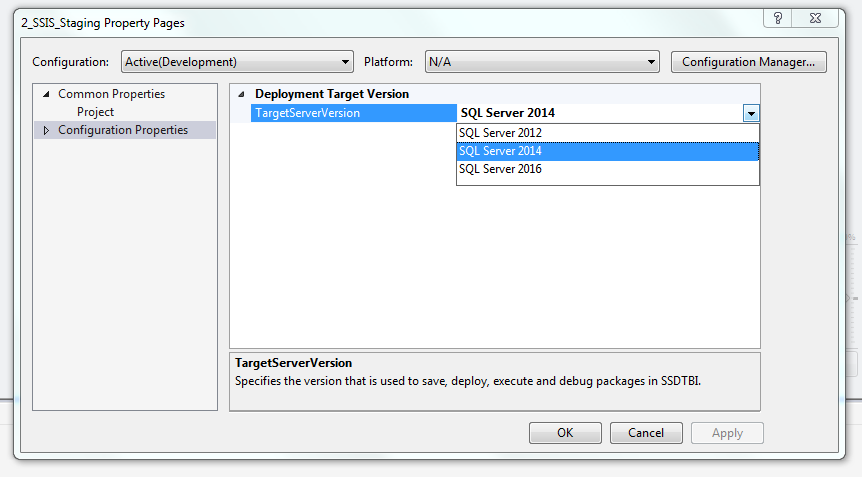 2_SSIS_Staging Property Pages
Configuration: Active(Development) Platform: N/A Configuration Manager...
Common Properties
Project
Configuration Properties
Deployment Target Version
TargetServerVersion SQL Server 2014
SQL Server 2012
SQL Server 2014
SQL Server 2016
TargetServerVersion
Specifies the version that is used to save, deploy, execute and debug packages in SSDTBI.
OK Cancel Apply